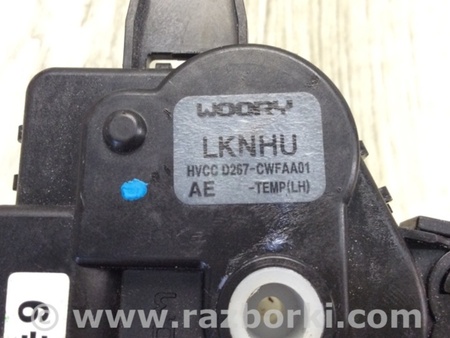 WOORY
LKNHU
HVCC D267-CWFAA01
AE -TEMP(LH)
www.razborki.com